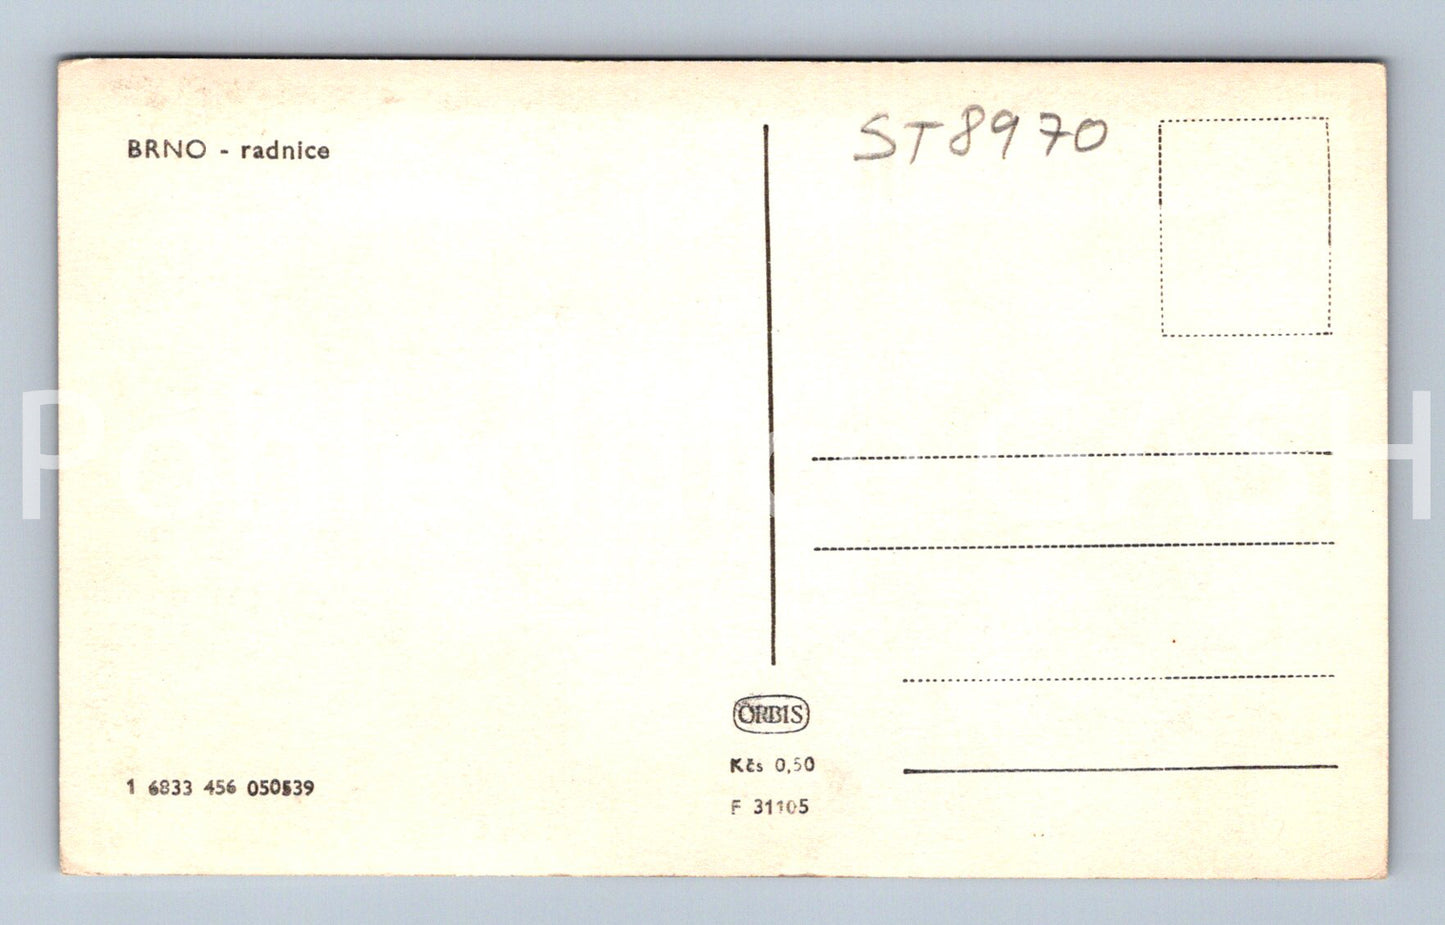 BRNO - radnice
ST8970
ORBIS
Kčs 0,50
F 31105
1 6833 456 050539